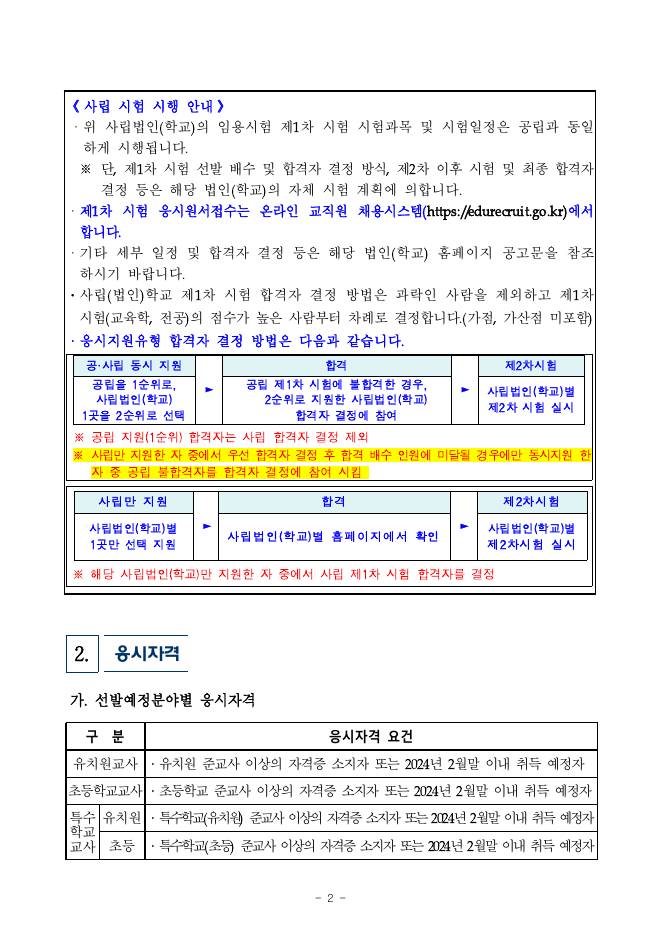 《 사립 시험 시행 안내 》
· 위 사립법인(학교)의 임용시험 제1차 시험 시험과목 및 시험일정은 공립과 동일
하게 시행됩니다.
※ 단, 제1차 시험 선발 배수 및 합격자 결정 방식, 제2차 이후 시험 및 최종 합격자
결정 등은 해당 법인(학교)의 자체 시험 계획에 의합니다.
· 제1차 시험 응시원서접수는 온라인 교직원 채용시스템(https://edurecruit.go.kr)에서
합니다.
· 기타 세부 일정 및 합격자 결정 등은 해당 법인(학교) 홈페이지 공고문을 참조
하시기 바랍니다.
· 사립(법인)학교 제1차 시험 합격자 결정 방법은 과락인 사람을 제외하고 제1차
시험(교육학, 전공)의 점수가 높은 사람부터 차례로 결정합니다.(가점, 가산점 미포함)
· 응시지원유형 합격자 결정 방법은 다음과 같습니다.
공·사립 동시 지원 합격 제2차시험
공립을 1순위로,
사립법인(학교)
1곳을 2순위로 선택
►
공립 제1차 시험에 불합격한 경우,
2순위로 지원한 사립법인(학교)
합격자 결정에 참여
►
사립법인(학교)별
제2차 시험 실시
※ 공립 지원(1순위) 합격자는 사립 합격자 결정 제외
※ 사립만 지원한 자 중에서 우선 합격자 결정 후 합격 배수 인원에 미달될 경우에만 동시지원 한
자 중 공립 불합격자를 합격자 결정에 참여 시킴
사립만 지원 합격 제2차시험
사립법인(학교)별
1곳만 선택 지원
►
사립법인(학교)별 홈페이지에서 확인
►
사립법인(학교)별
제2차시험 실시
※ 해당 사립법인(학교)만 지원한 자 중에서 사립 제1차 시험 합격자를 결정
2. 응시자격
가. 선발예정분야별 응시자격
구 분 응시자격 요건
유치원교사 · 유치원 준교사 이상의 자격증 소지자 또는 2024년 2월말 이내 취득 예정자
초등학교교사 · 초등학교 준교사 이상의 자격증 소지자 또는 2024년 2월말 이내 취득 예정자
특수
학교
교사
유치원 · 특수학교(유치원) 준교사 이상의 자격증 소지자 또는 2024년 2월말 이내 취득 예정자
초등 · 특수학교(초등) 준교사 이상의 자격증 소지자 또는 2024년 2월말 이내 취득 예정자
- 2 -